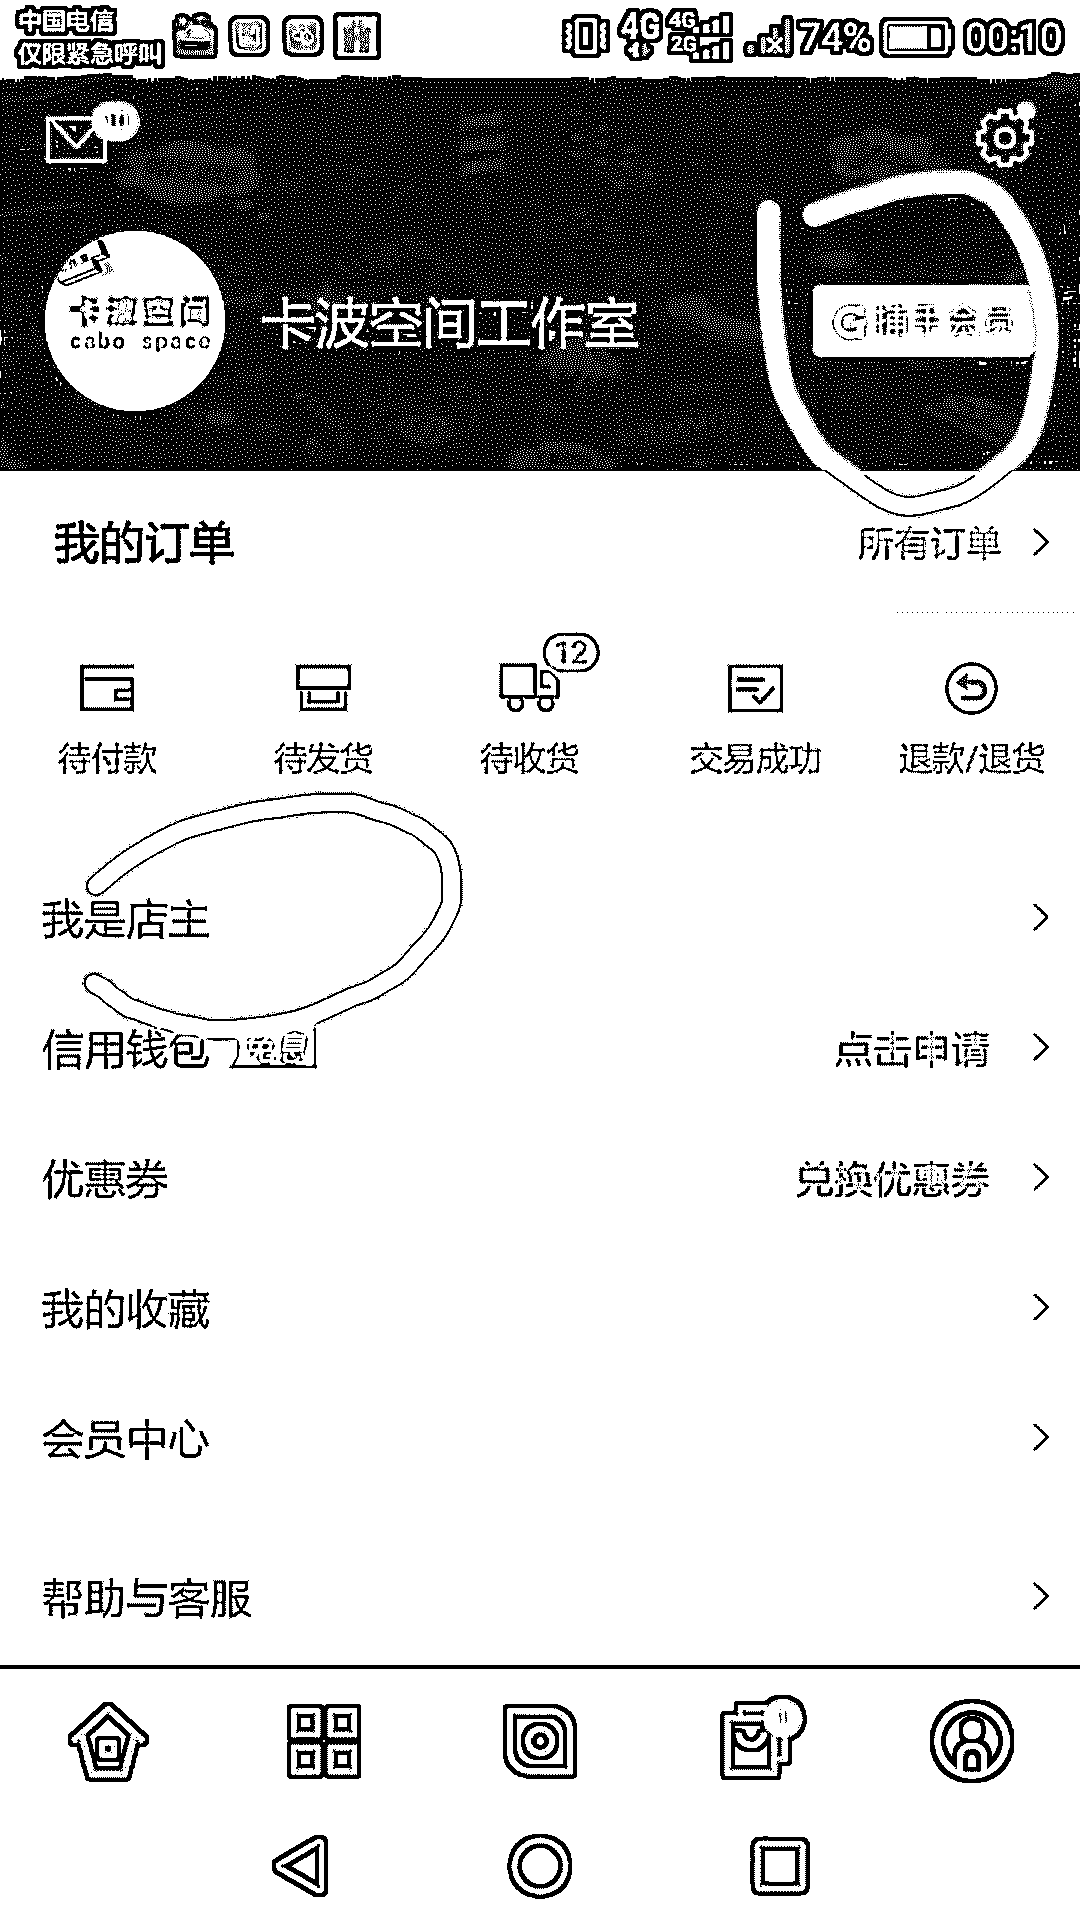 中国电信
仅限紧急呼叫
4G 4G 2G 74% 00:10
卡波空间
cabo space
卡波空间工作室
会员
我的订单
所有订单
12
待付款 待发货 待收货 交易成功 退款/退货
我是店主
信用钱包 免息 点击申请
优惠券 兑换优惠券
我的收藏
会员中心
帮助与客服